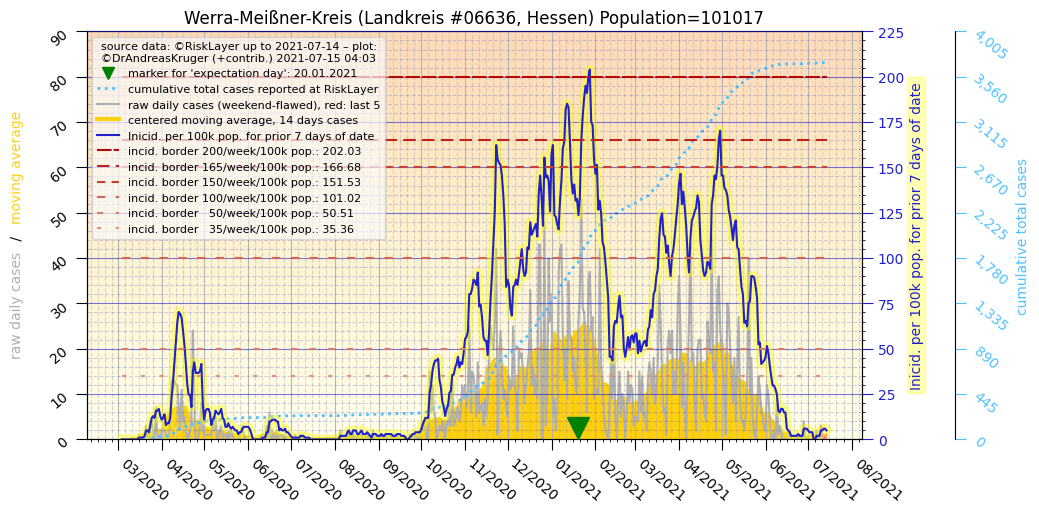 Werra-Meißner-Kreis (Landkreis #06636, Hessen) Population=101017
source data: ©RiskLayer up to 2021-07-14 – plot:
©DrAndreasKruger (+contrib.) 2021-07-15 04:03
marker for 'expectation day': 20.01.2021
cumulative total cases reported at RiskLayer
raw daily cases (weekend-flawed), red: last 5
centered moving average, 14 days cases
Inicid. per 100k pop. for prior 7 days of date
incid. border 200/week/100k pop.: 202.03
incid. border 165/week/100k pop.: 166.68
incid. border 150/week/100k pop.: 151.53
incid. border 100/week/100k pop.: 101.02
incid. border 50/week/100k pop.: 50.51
incid. border 35/week/100k pop.: 35.36
raw daily cases / moving average
90
80
70
60
50
40
30
20
10
0
225
200
175
150
125
100
75
50
25
0
Inicid. per 100k pop. for prior 7 days of date
4,005
3,560
3,115
2,670
2,225
1,780
1,335
890
445
0
cumulative total cases
03/2020
04/2020
05/2020
06/2020
07/2020
08/2020
09/2020
10/2020
11/2020
12/2020
01/2021
02/2021
03/2021
04/2021
05/2021
06/2021
07/2021
08/2021